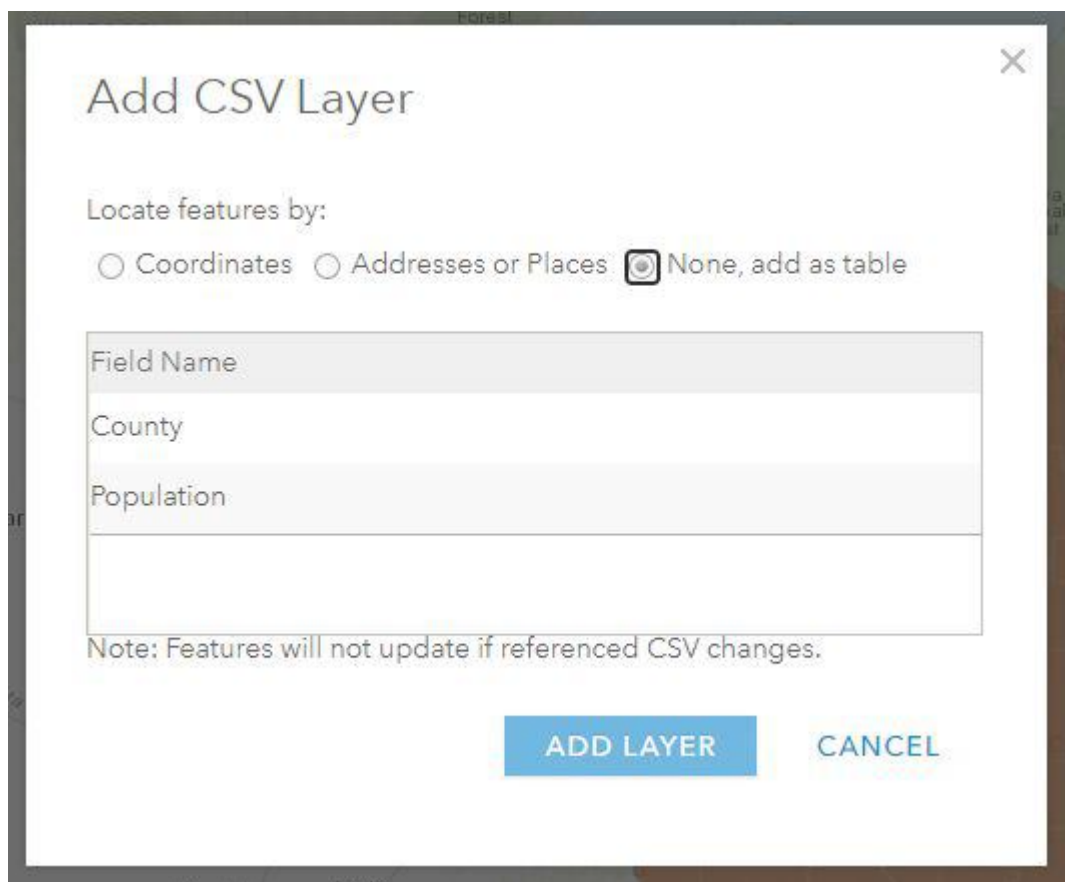 Forest
×
Add CSV Layer
Locate features by:
Coordinates Addresses or Places None, add as table
Field Name
County
Population
Note: Features will not update if referenced CSV changes.
ADD LAYER CANCEL